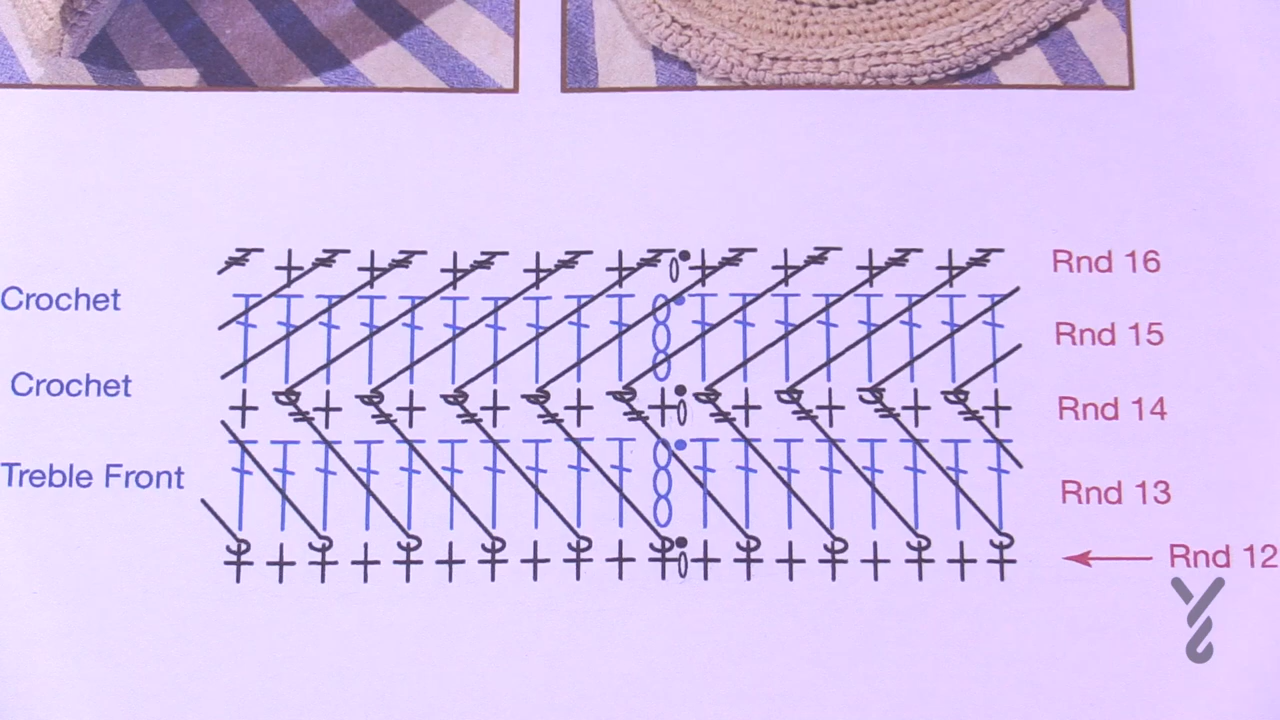 Rnd 16
Crochet
Rnd 15
Crochet
Rnd 14
Treble Front
Rnd 13
Rnd 12